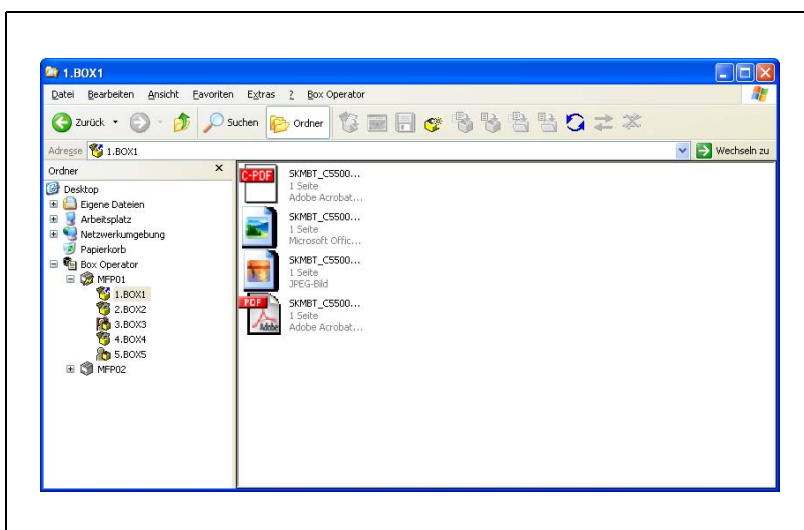 1.BOX1
Datei Bearbeiten Ansicht Favoriten Extras ? Box Operator
Zurück Suchen Ordner
Adresse 1.BOX1 Wechseln zu
Ordner x
Desktop
Eigene Dateien
Arbeitsplatz
Netzwerkumgebung
Papierkorb
Box Operator
MFP01
1.BOX1
2.BOX2
3.BOX3
4.BOX4
5.BOX5
MFP02
C-PDF
SKMBT_C5500...
1 Seite
Adobe Acrobat...
SKMBT_C5500...
1 Seite
Microsoft Offic...
SKMBT_C5500...
1 Seite
JPEG-Bild
PDF
Adobe
SKMBT_C5500...
1 Seite
Adobe Acrobat...